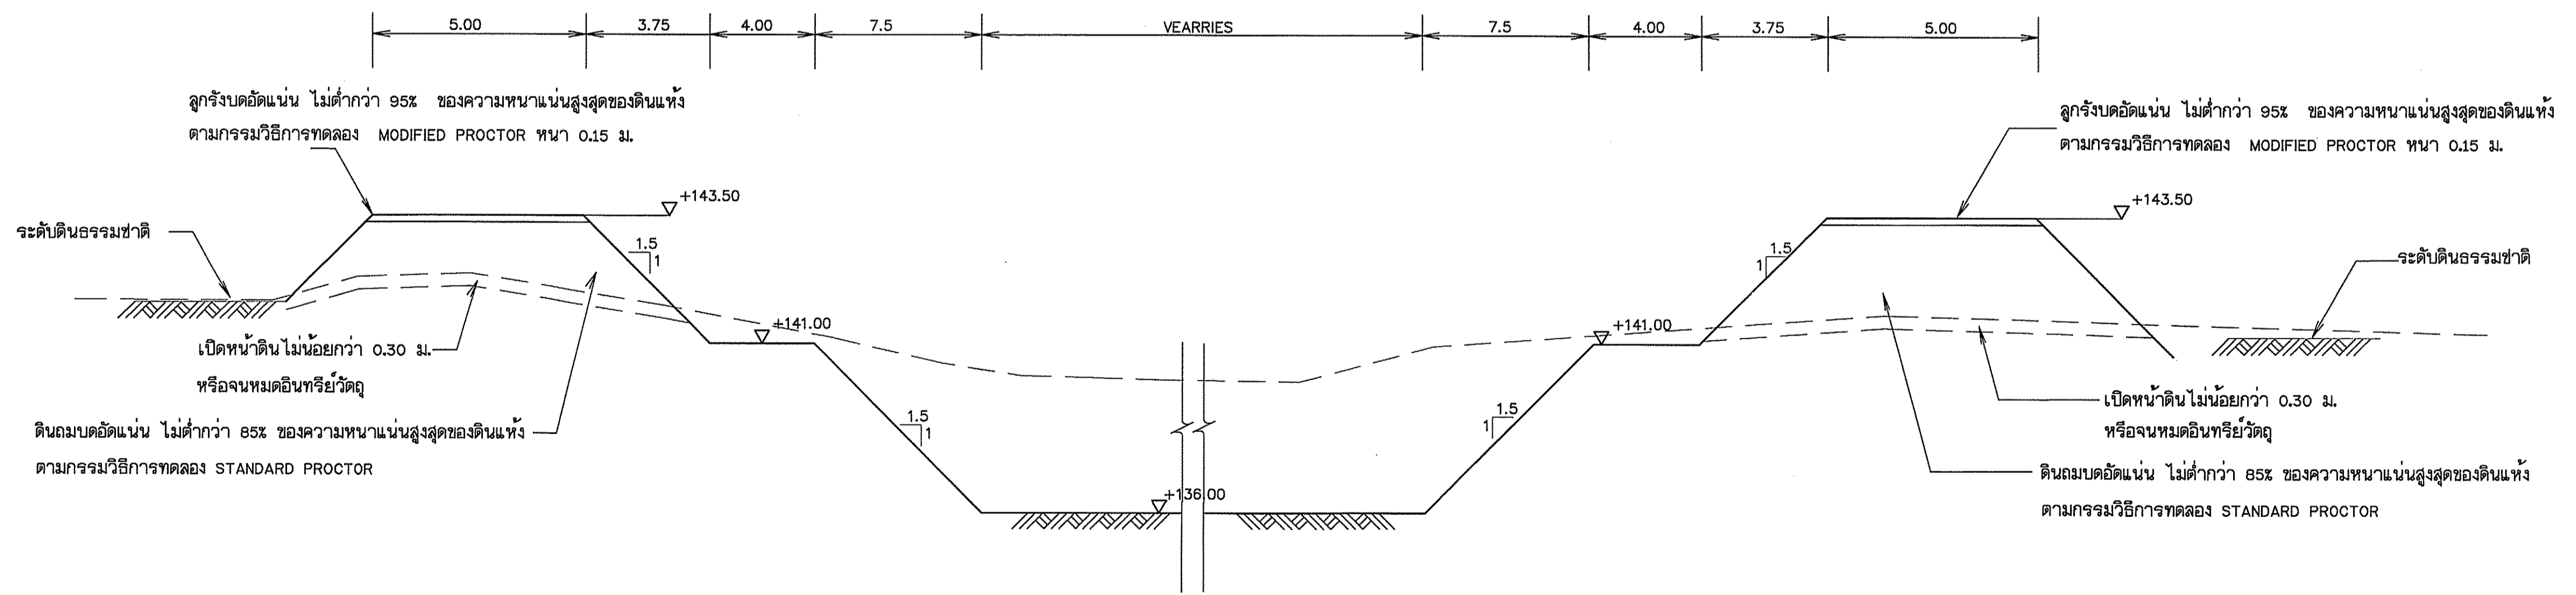 5.00 3.75 4.00 7.5 VEARRIES 7.5 4.00 3.75 5.00
ลูกรังบดอัดแน่น ไม่ต่ำกว่า 95% ของความหนาแน่นสูงสุดของดินแห้ง
ตามกรรมวิธีการทดลอง MODIFIED PROCTOR หนา 0.15 ม.
ลูกรังบดอัดแน่น ไม่ต่ำกว่า 95% ของความหนาแน่นสูงสุดของดินแห้ง
ตามกรรมวิธีการทดลอง MODIFIED PROCTOR หนา 0.15 ม.
+143.50
+143.50
ระดับดินธรรมชาติ
1.5
1
1.5
1
ระดับดินธรรมชาติ
+141.00
+141.00
เปิดหน้าดินไม่น้อยกว่า 0.30 ม.
หรือจนหมดอินทรีย์วัตถุ
เปิดหน้าดินไม่น้อยกว่า 0.30 ม.
หรือจนหมดอินทรีย์วัตถุ
1.5
1
1.5
1
ดินถมบดอัดแน่น ไม่ต่ำกว่า 85% ของความหนาแน่นสูงสุดของดินแห้ง
ตามกรรมวิธีการทดลอง STANDARD PROCTOR
+136.00
ดินถมบดอัดแน่น ไม่ต่ำกว่า 85% ของความหนาแน่นสูงสุดของดินแห้ง
ตามกรรมวิธีการทดลอง STANDARD PROCTOR